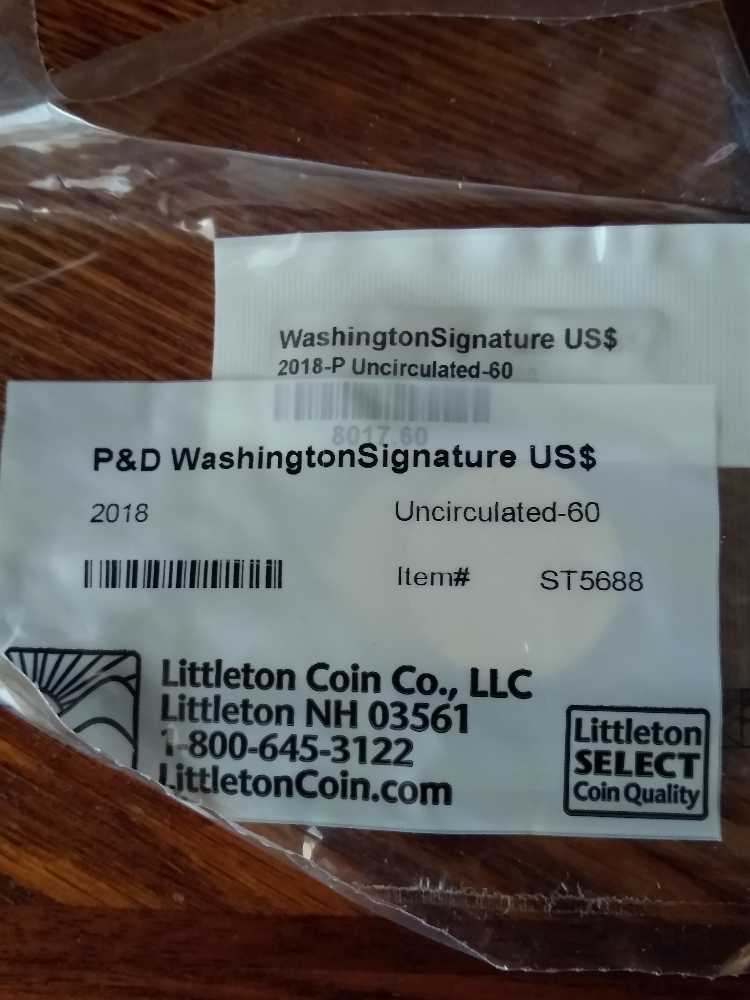 WashingtonSignature US$
2018-P Uncirculated-60
8017.60
P&D WashingtonSignature US$
2018 Uncirculated-60
Item# ST5688
Littleton Coin Co., LLC
Littleton NH 03561
1-800-645-3122
LittletonCoin.com
Littleton
SELECT
Coin Quality